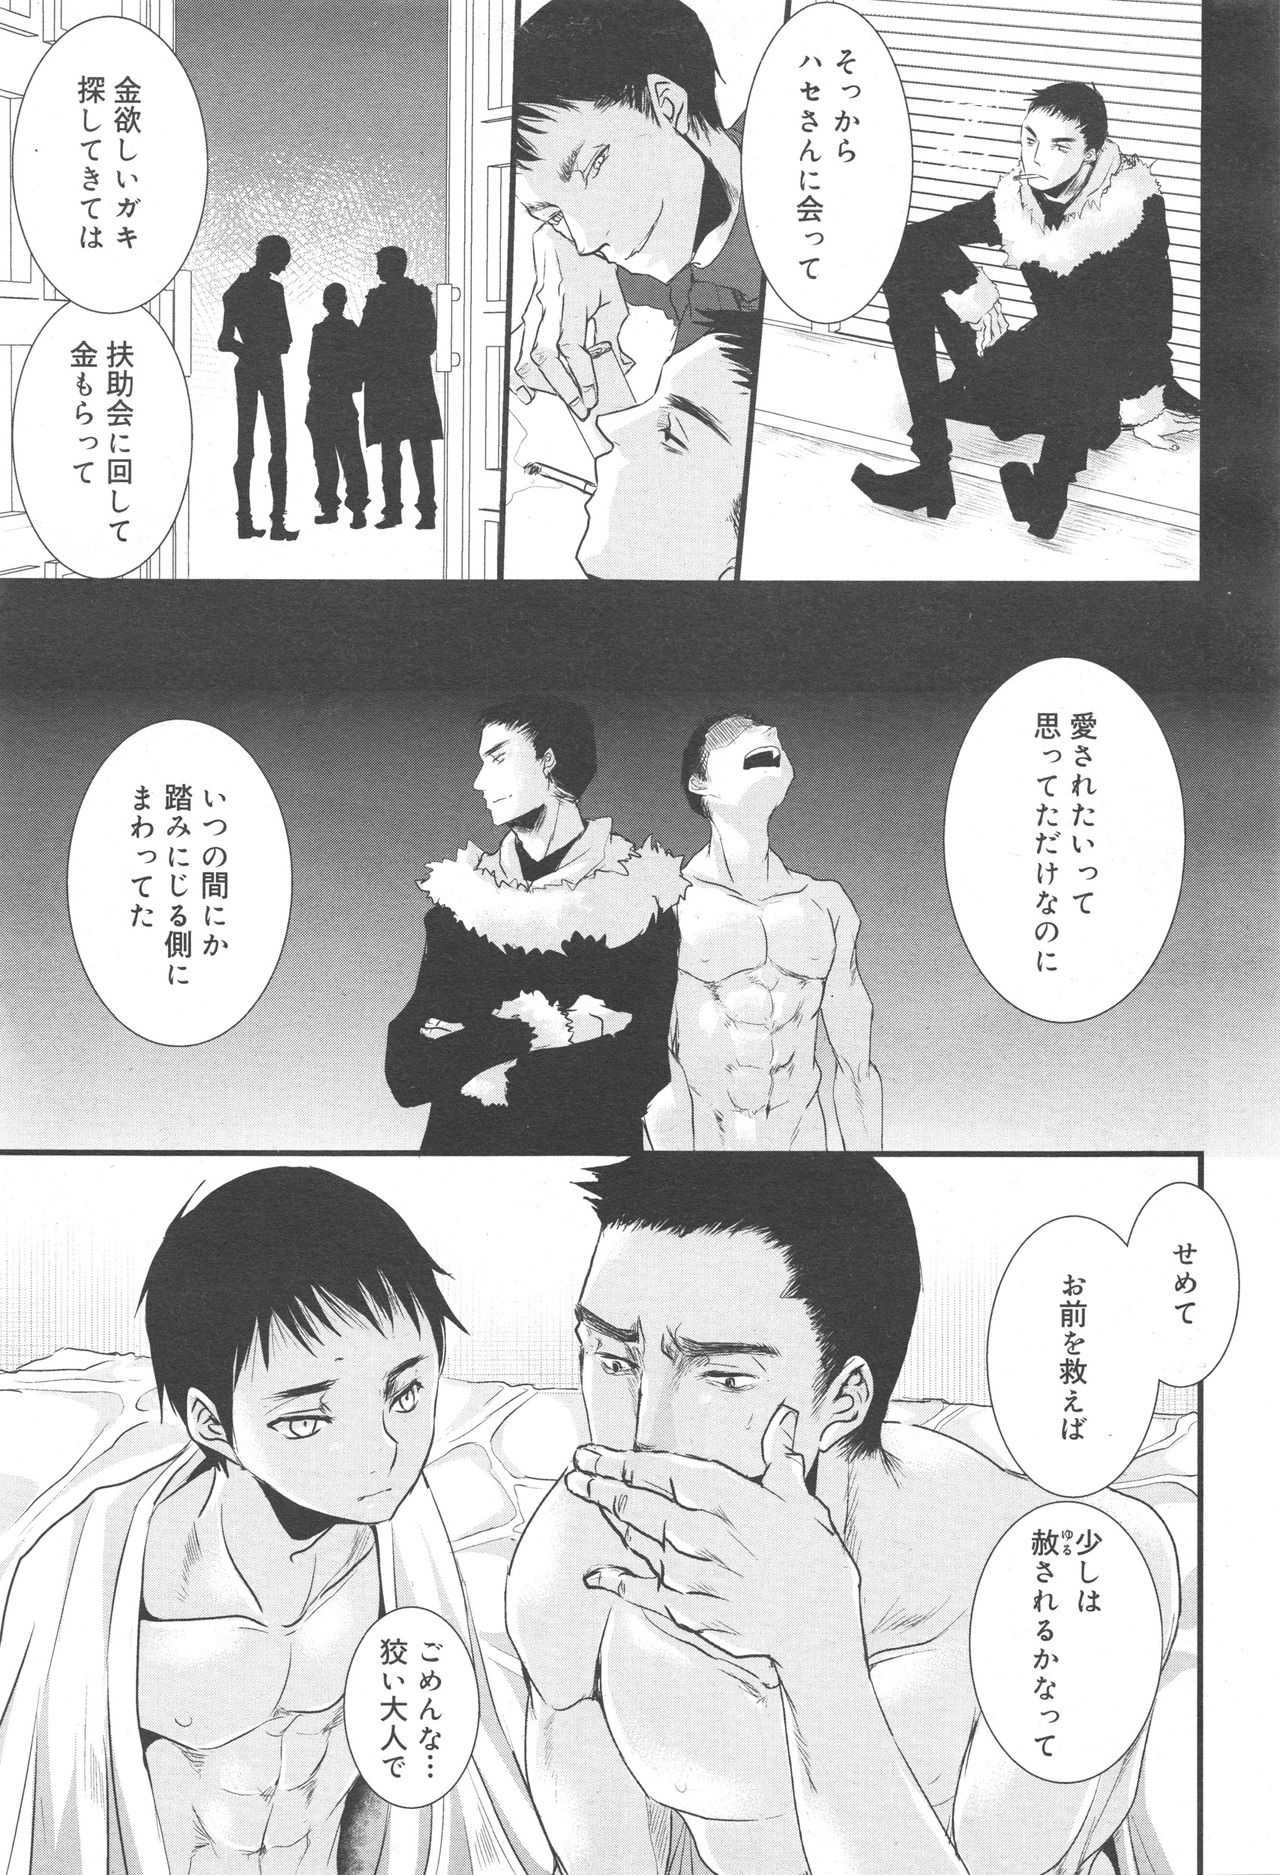 そっから
ハセさんに会って
金欲しいガキ
探してきては
扶助会に回して
金もらって
愛されたいって
思ってただけなのに
いつの間にか
踏みにじる側に
まわってた
せめて
お前を救えば
少しは
赦されるかなって
ゆる
ごめんな…
狡い大人で